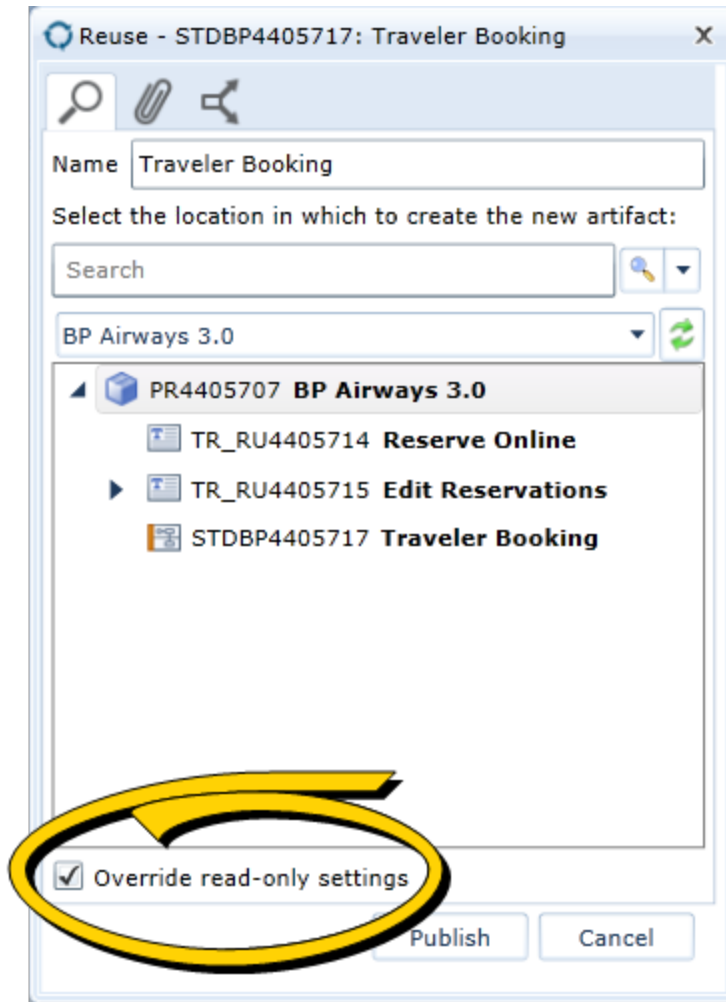 Reuse - STDBP4405717: Traveler Booking
Name Traveler Booking
Select the location in which to create the new artifact:
Search
BP Airways 3.0
PR4405707 BP Airways 3.0
TR_RU4405714 Reserve Online
TR_RU4405715 Edit Reservations
STDBP4405717 Traveler Booking
Override read-only settings
Publish Cancel